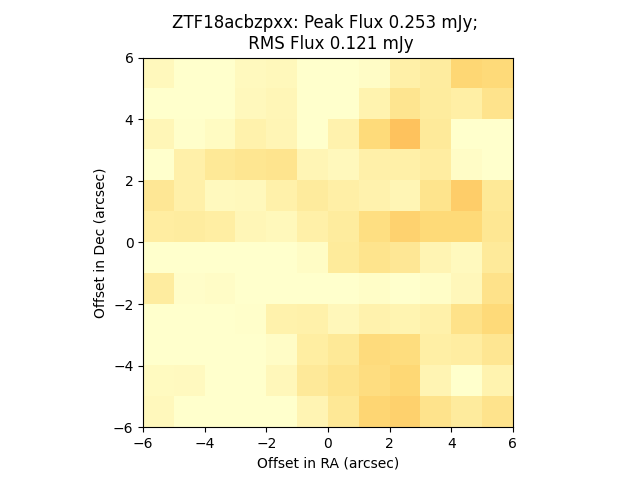 ZTF18acbzpxx: Peak Flux 0.253 mJy;
RMS Flux 0.121 mJy
6
4
2
0
−2
−4
−6
Offset in Dec (arcsec)
−6 −4 −2 0 2 4 6
Offset in RA (arcsec)